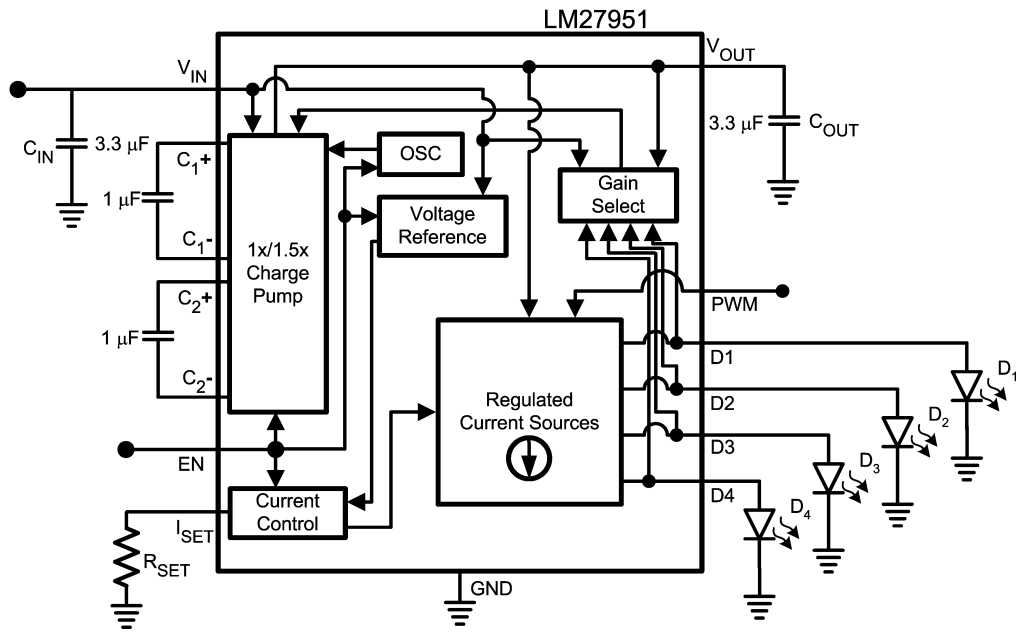 LM27951
VIN
VOUT
CIN
3.3 µF
3.3 µF
COUT
C1+
1 µF
C1-
OSC
Gain
Select
Voltage
Reference
1x/1.5x
Charge
Pump
C2+
1 µF
C2-
PWM
D1
D1
Regulated
Current Sources
D2
D2
D3
D3
EN
D4
D4
Current
Control
ISET
RSET
GND